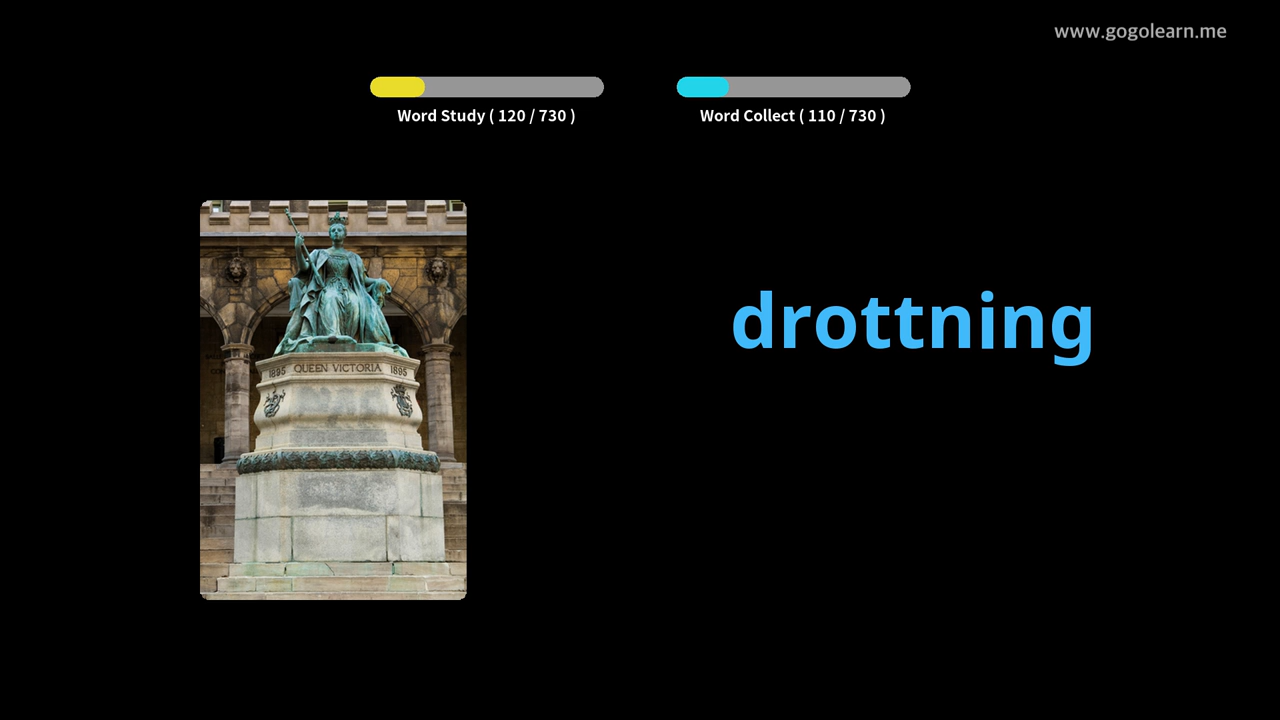 www.gogolearn.me
Word Study ( 120 / 730 )
Word Collect ( 110 / 730 )
drottning
1895 QUEEN VICTORIA 1895